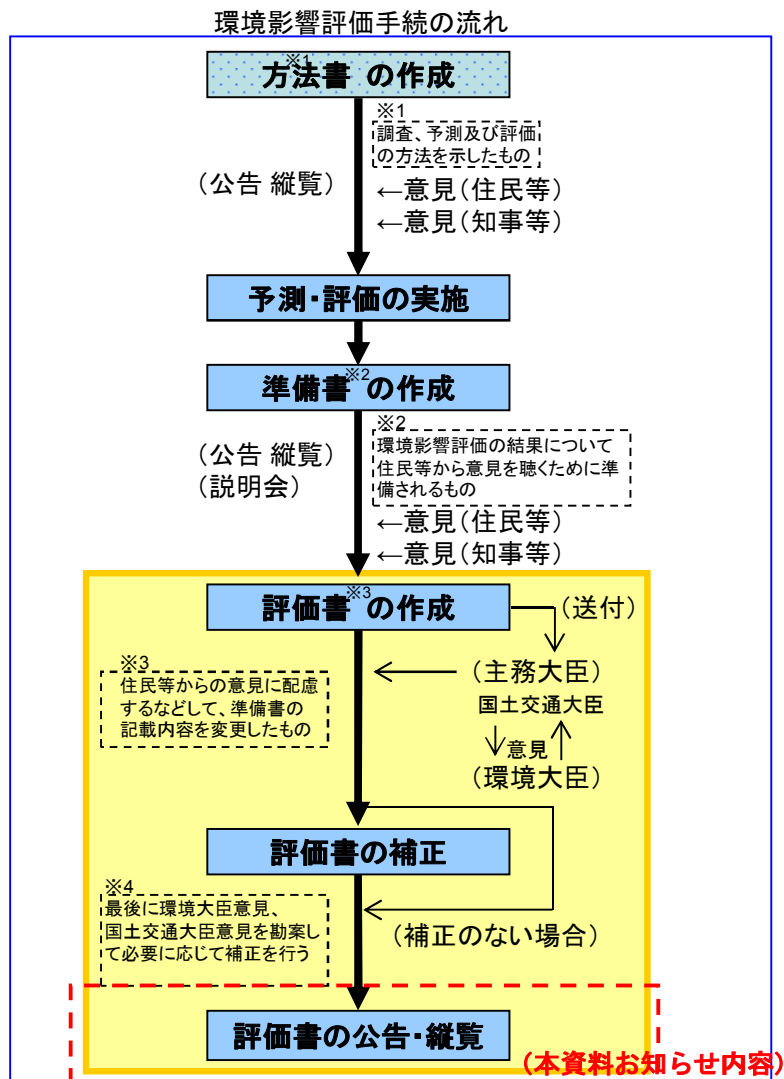 環境影響評価手続の流れ
方法書※1 の作成
※1
調査、予測及び評価
の方法を示したもの
（公告 縦覧）
←意見（住民等）
←意見（知事等）
予測・評価の実施
準備書※2 の作成
※2
環境影響評価の結果について
住民等から意見を聴くために準
備されるもの
（公告 縦覧）
（説明会）
←意見（住民等）
←意見（知事等）
評価書※3 の作成
（送付）
※3
住民等からの意見に配慮
するなどして、準備書の
記載内容を変更したもの
（主務大臣）
国土交通大臣
↓意見↑
（環境大臣）
評価書の補正
※4
最後に環境大臣意見、
国土交通大臣意見を勘案し
て必要に応じて補正を行う
（補正のない場合）
評価書の公告・縦覧
（本資料お知らせ内容）